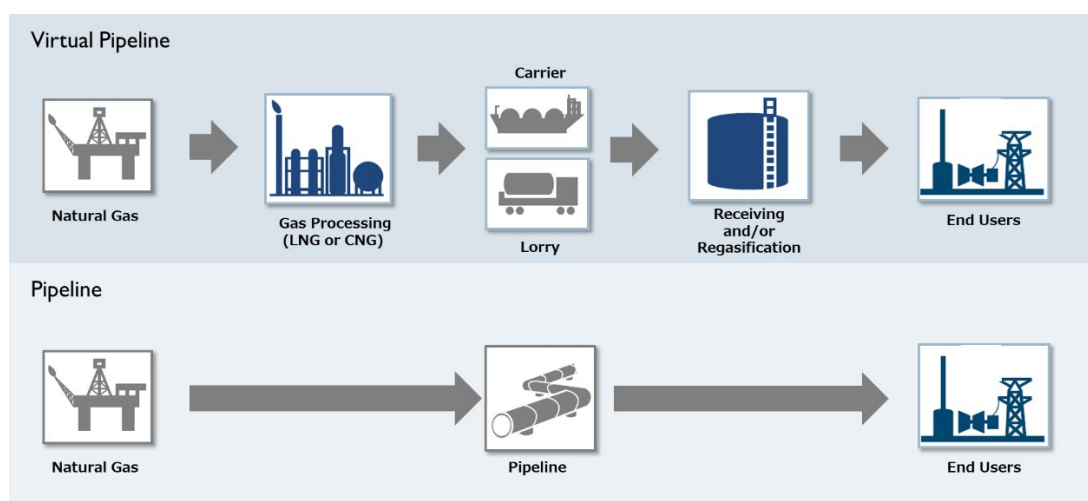 Virtual Pipeline
Carrier
Natural Gas
Gas Processing
(LNG or CNG)
Lorry
Receiving
and/or
Regasification
End Users
Pipeline
Natural Gas
Pipeline
End Users